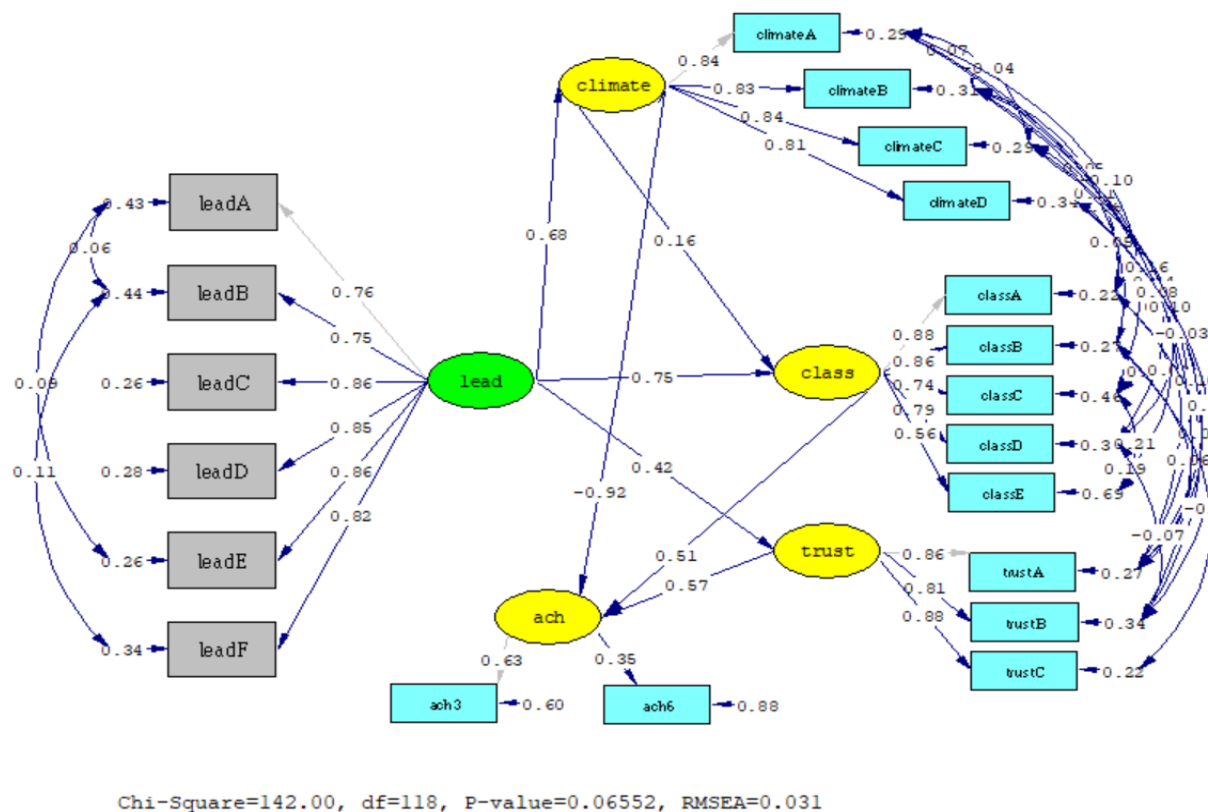 climateA
0.29
0.07
0.04
0.84
climate
0.83
climateB
0.31
0.84
climateC
0.29
0.81
climateD
0.34
0.10
0.43
leadA
0.06
0.68
0.16
0.44
leadB
0.76
0.75
classA
0.22
0.88
classB
0.27
0.86
0.09
0.26
leadC
0.86
lead
0.75
class
0.74
classC
0.46
0.79
0.85
classD
0.30
0.21
0.56
0.11
0.28
leadD
0.86
0.42
-0.92
classE
0.69
0.19
0.82
0.26
leadE
0.51
trust
0.86
trustA
0.27
-0.07
0.57
0.81
ach
0.88
trustB
0.34
0.34
leadF
0.63
0.35
trustC
0.22
ach3
0.60
ach6
0.88
Chi-Square=142.00, df=118, P-value=0.06552, RMSEA=0.031